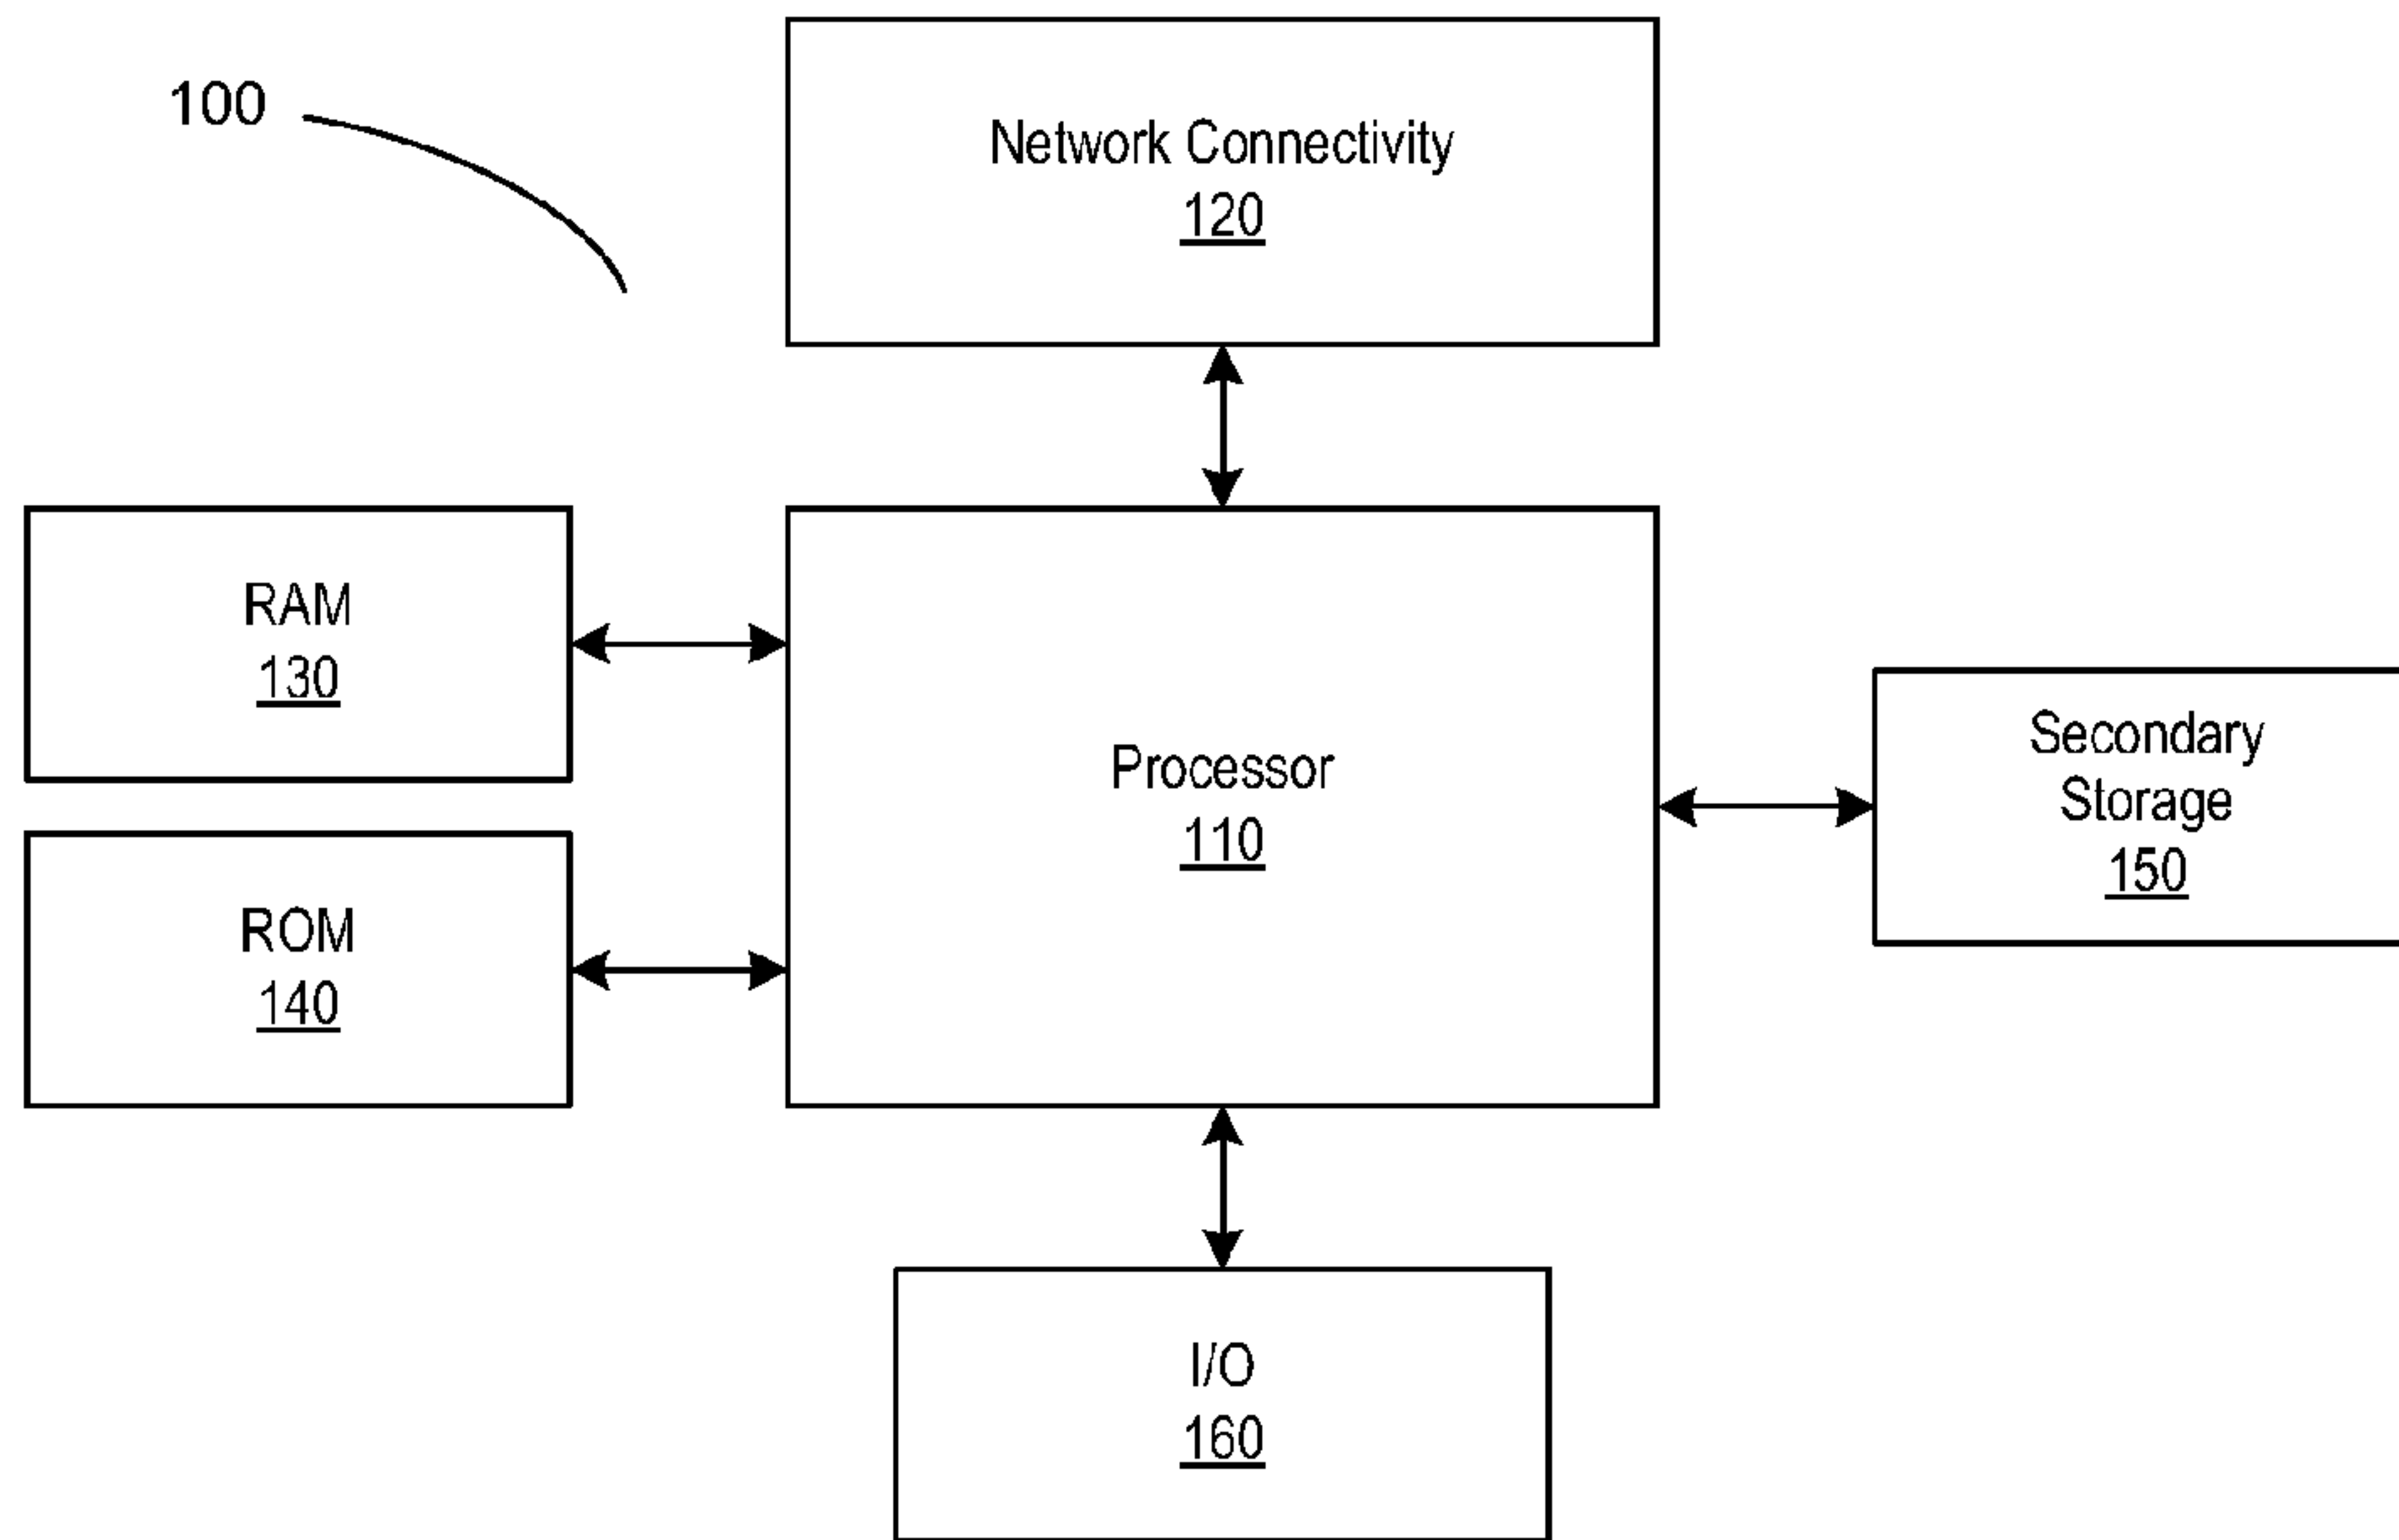 100
Network Connectivity
120
RAM
130
Processor
110
Secondary
Storage
150
ROM
140
I/O
160